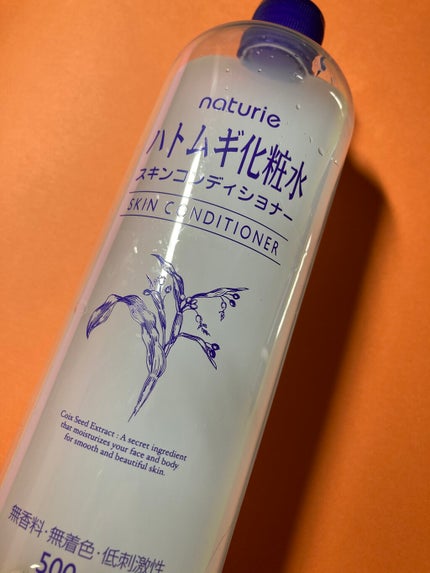 naturie
ハトムギ化粧水
スキンコンディショナー
SKIN CONDITIONER
Coix Seed Extract : A secret ingredient
that moisturizes your face and body
for smooth and beautiful skin.
無香料・無着色・低刺激性
500